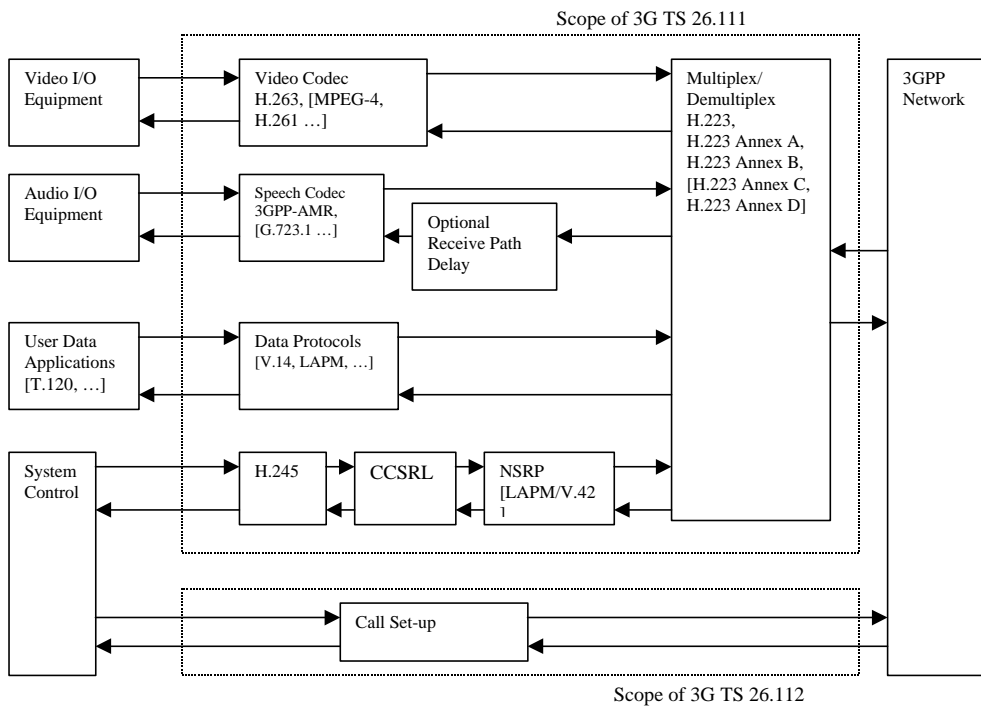 Scope of 3G TS 26.111
Video I/O
Equipment
Video Codec
H.263, [MPEG-4,
H.261 …]
Multiplex/
Demultiplex
H.223,
H.223 Annex A,
H.223 Annex B,
[H.223 Annex C,
H.223 Annex D]
3GPP
Network
Audio I/O
Equipment
Speech Codec
3GPP-AMR,
[G.723.1 …]
Optional
Receive Path
Delay
User Data
Applications
[T.120, …]
Data Protocols
[V.14, LAPM, …]
System
Control
H.245
CCSRL
NSRP
[LAPM/V.42
]
Call Set-up
Scope of 3G TS 26.112